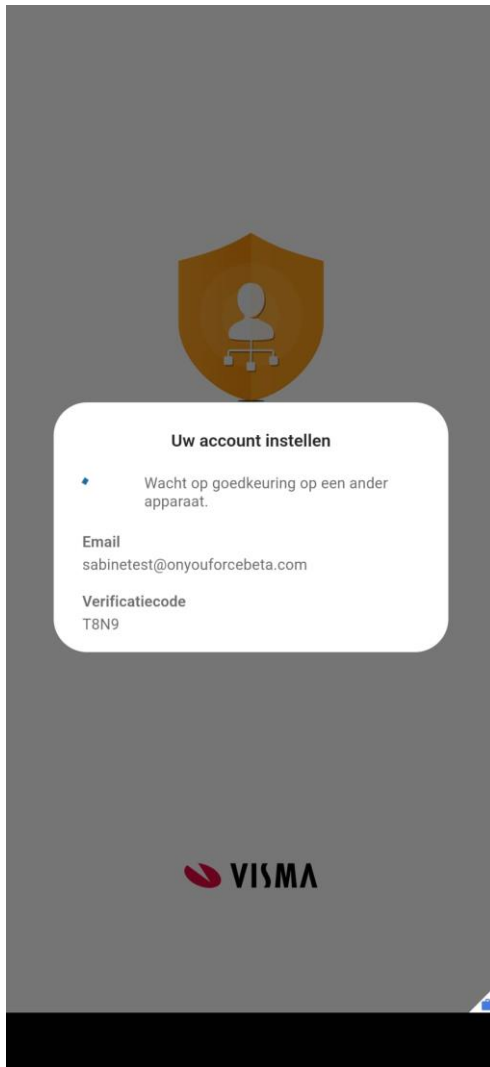 Uw account instellen
Wacht op goedkeuring op een ander
apparaat.
Email
sabinetest@onyouforcebeta.com
Verificatiecode
T8N9
VISMA